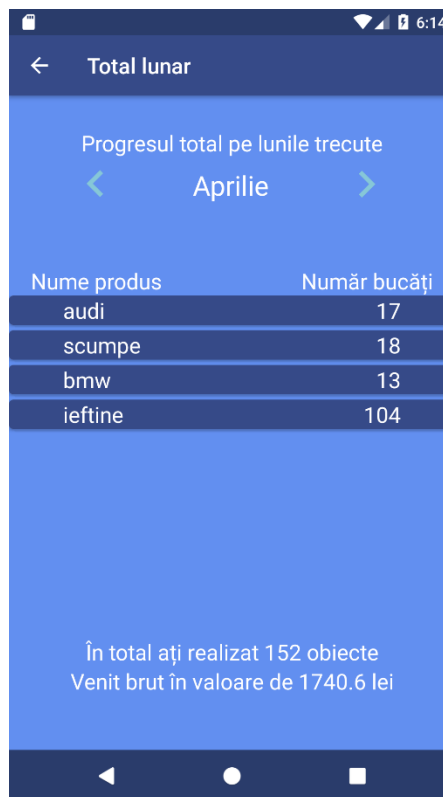 6:14
Total lunar
Progresul total pe lunile trecute
Aprilie
Nume produs Număr bucăți
audi 17
scumpe 18
bmw 13
ieftine 104
În total ați realizat 152 obiecte
Venit brut în valoare de 1740.6 lei